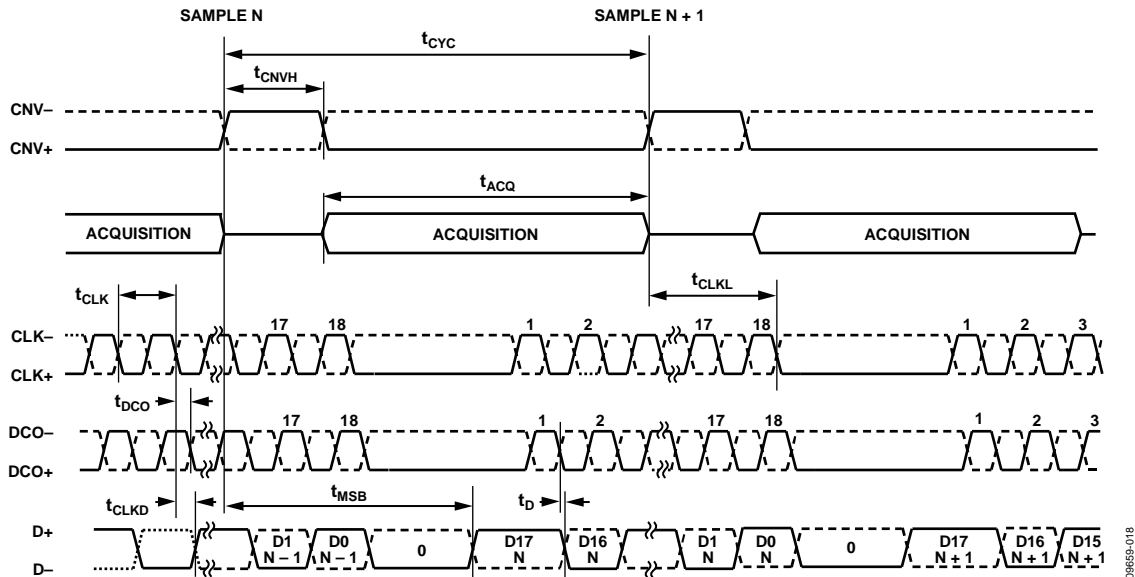 SAMPLE N SAMPLE N + 1
tCYC
tCNVH
CNV–
CNV+
tACQ
ACQUISITION ACQUISITION ACQUISITION
tCLK tCLKL
17 18 1 2 17 18 1 2 3
CLK–
CLK+
tDCO
17 18 1 2 17 18 1 2 3
DCO–
DCO+
tCLKD tMSB tD
D+
D1 D0 D17 D16 D1 D0 D17 D16 D15
0 0
N – 1 N – 1 N N N N N + 1 N + 1 N + 1
D–
09659-018